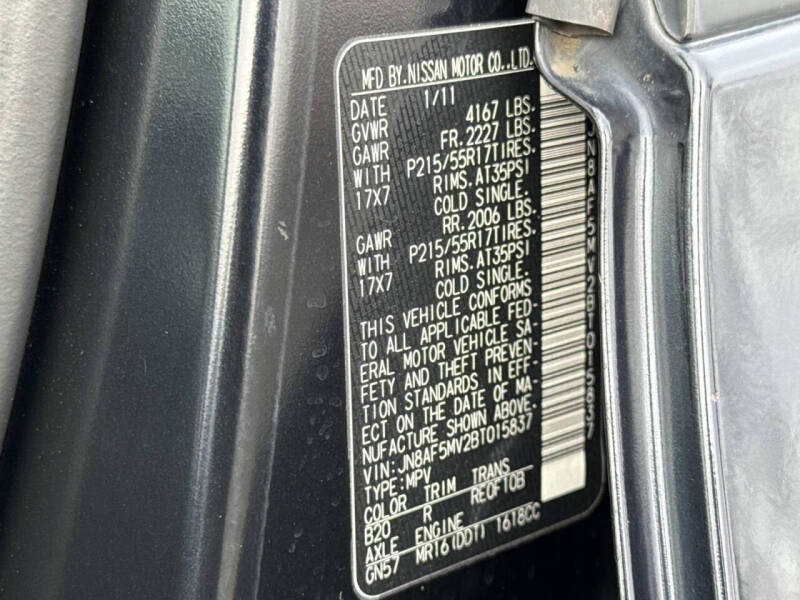 MFD BY.NISSAN MOTOR CO.,LTD.
DATE 1/11
GVWR 4167 LBS.
GAWR FR.2227 LBS.
WITH P215/55R17TIRES.
17X7 RIMS.AT35PSI
COLD SINGLE.
GAWR RR.2006 LBS.
WITH P215/55R17TIRES.
17X7 RIMS.AT35PSI
COLD SINGLE.
THIS VEHICLE CONFORMS
TO ALL APPLICABLE FED-
ERAL MOTOR VEHICLE SA-
FETY AND THEFT PREVEN-
TION STANDARDS IN EFF-
ECT ON THE DATE OF MA-
NUFACTURE SHOWN ABOVE.
VIN:JN8AF5MV2BT015837
TYPE:MPV
COLOR TRIM TRANS
B20 R RE0F10B
AXLE ENGINE
GN57 MR16(DDT) 1618CC
JN8AF5MV2BT015837